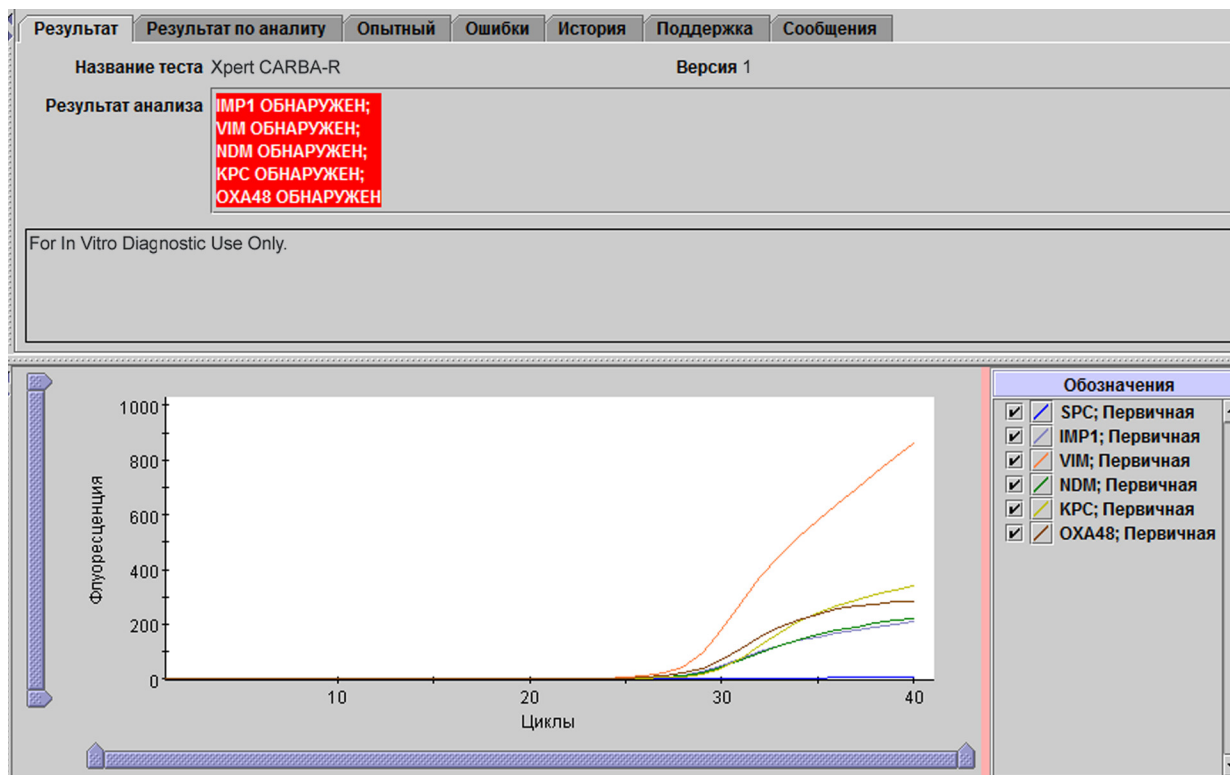 Результат Результат по аналиту Опытный Ошибки История Поддержка Сообщения
Название теста Xpert CARBA-R Версия 1
Результат анализа
IMP1 ОБНАРУЖЕН;
VIM ОБНАРУЖЕН;
NDM ОБНАРУЖЕН;
KPC ОБНАРУЖЕН;
OXA48 ОБНАРУЖЕН
For In Vitro Diagnostic Use Only.
1000
800
600
400
200
0
Флуоресценция
10 20 30 40
Циклы
Обозначения
SPC; Первичная
IMP1; Первичная
VIM; Первичная
NDM; Первичная
KPC; Первичная
OXA48; Первичная